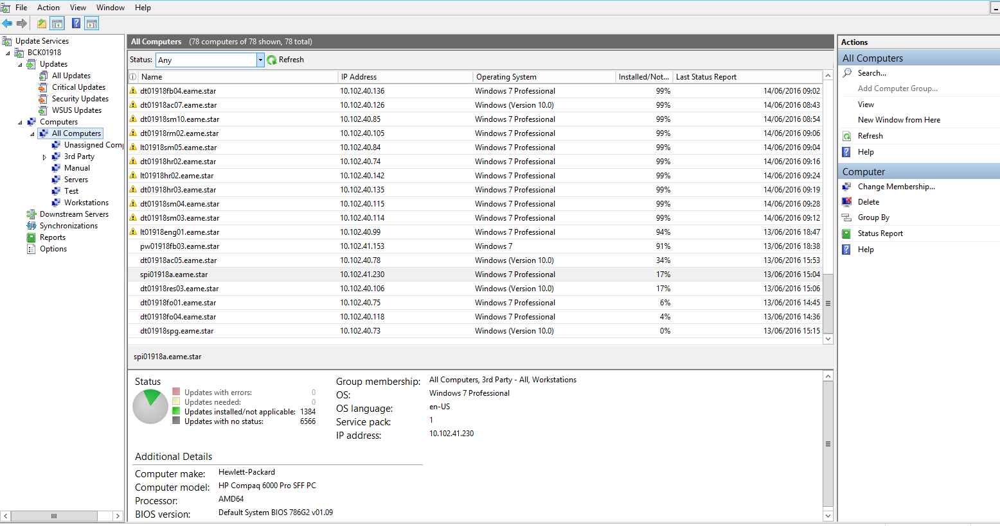 File Action View Window Help
Update Services
BCK01918
Updates
All Updates
Critical Updates
Security Updates
WSUS Updates
Computers
All Computers
Unassigned Comp
3rd Party
Manual
Servers
Test
Workstations
Downstream Servers
Synchronizations
Reports
Options
All Computers (78 computers of 78 shown, 78 total)
Status: Any Refresh
Name IP Address Operating System Installed/Not... Last Status Report
dt01918fb04.eame.star 10.102.40.136 Windows 7 Professional 99% 14/06/2016 09:02
dt01918ac07.eame.star 10.102.40.126 Windows (Version 10.0) 99% 14/06/2016 08:43
dt01918sm10.eame.star 10.102.40.85 Windows 7 Professional 99% 14/06/2016 08:54
dt01918rm02.eame.star 10.102.40.105 Windows 7 Professional 99% 14/06/2016 09:06
lt01918sm05.eame.star 10.102.40.84 Windows 7 Professional 99% 14/06/2016 09:04
dt01918hr02.eame.star 10.102.40.74 Windows 7 Professional 99% 14/06/2016 09:16
lt01918hr02.eame.star 10.102.40.142 Windows 7 Professional 99% 14/06/2016 09:24
dt01918hr03.eame.star 10.102.40.135 Windows 7 Professional 99% 14/06/2016 09:19
dt01918sm04.eame.star 10.102.40.115 Windows 7 Professional 99% 14/06/2016 09:28
dt01918sm03.eame.star 10.102.40.114 Windows 7 Professional 99% 14/06/2016 09:12
lt01918eng01.eame.star 10.102.40.99 Windows 7 Professional 94% 13/06/2016 18:47
pw01918fb03.eame.star 10.102.41.153 Windows 7 91% 13/06/2016 18:38
dt01918ac05.eame.star 10.102.40.78 Windows (Version 10.0) 34% 13/06/2016 15:53
spi01918a.eame.star 10.102.41.230 Windows 7 Professional 17% 13/06/2016 15:04
dt01918res03.eame.star 10.102.40.106 Windows (Version 10.0) 17% 13/06/2016 15:06
dt01918fo01.eame.star 10.102.40.75 Windows 7 Professional 6% 13/06/2016 14:45
dt01918fo04.eame.star 10.102.40.118 Windows 7 Professional 4% 13/06/2016 14:36
dt01918spg.eame.star 10.102.40.73 Windows (Version 10.0) 0% 13/06/2016 15:15
spi01918a.eame.star
Status
Updates with errors: 0
Updates needed: 0
Updates installed/not applicable: 1384
Updates with no status: 6566
Group membership: All Computers, 3rd Party - All, Workstations
OS: Windows 7 Professional
OS language: en-US
Service pack: 1
IP address: 10.102.41.230
Additional Details
Computer make: Hewlett-Packard
Computer model: HP Compaq 6000 Pro SFF PC
Processor: AMD64
BIOS version: Default System BIOS 786G2 v01.09
Actions
All Computers
Search...
Add Computer Group...
View
New Window from Here
Refresh
Help
Computer
Change Membership...
Delete
Group By
Status Report
Help